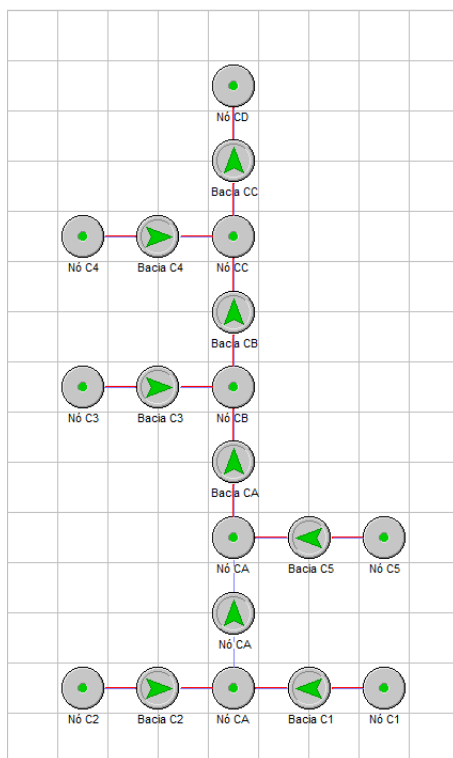 Nó CD
Bacia CC
Nó C4
Bacia C4
Nó CC
Bacia CB
Nó C3
Bacia C3
Nó CB
Bacia CA
Nó CA
Bacia C5
Nó C5
Nó CA
Nó C2
Bacia C2
Nó CA
Bacia C1
Nó C1